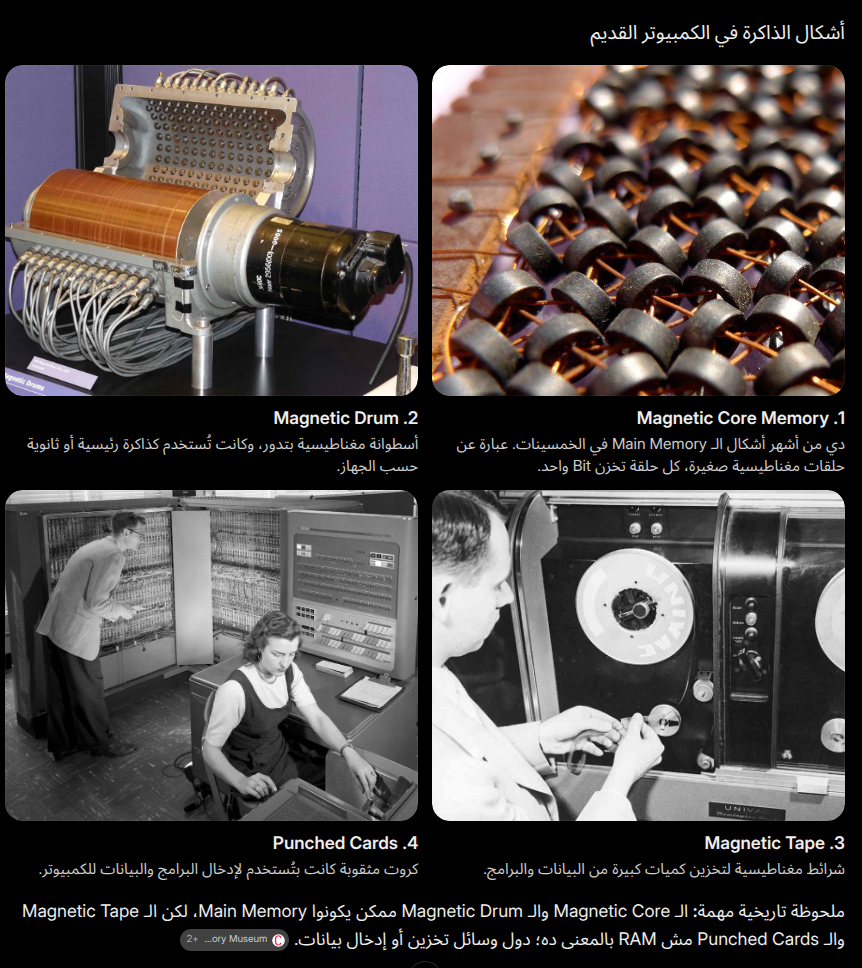 أشكال الذاكرة في الكمبيوتر القديم
1. Magnetic Core Memory
دي من أشهر أشكال الـ Main Memory في الخمسينات. عبارة عن
حلقات مغناطيسية صغيرة، كل حلقة تخزن Bit واحد.
2. Magnetic Drum
أسطوانة مغناطيسية بتدور، وكانت تُستخدم كذاكرة رئيسية أو ثانوية
حسب الجهاز.
UNIVAC
UNIVAC
3. Magnetic Tape
شرائط مغناطيسية لتخزين كميات كبيرة من البيانات والبرامج.
4. Punched Cards
كروت مثقوبة كانت بتُستخدم لإدخال البرامج والبيانات للكمبيوتر.
ملحوظة تاريخية مهمة: الـ Magnetic Core والـ Magnetic Drum ممكن يكونوا Main Memory، لكن الـ Magnetic Tape
والـ Punched Cards مش RAM بالمعنى ده؛ دول وسائل تخزين أو إدخال بيانات.
...ory Museum +2